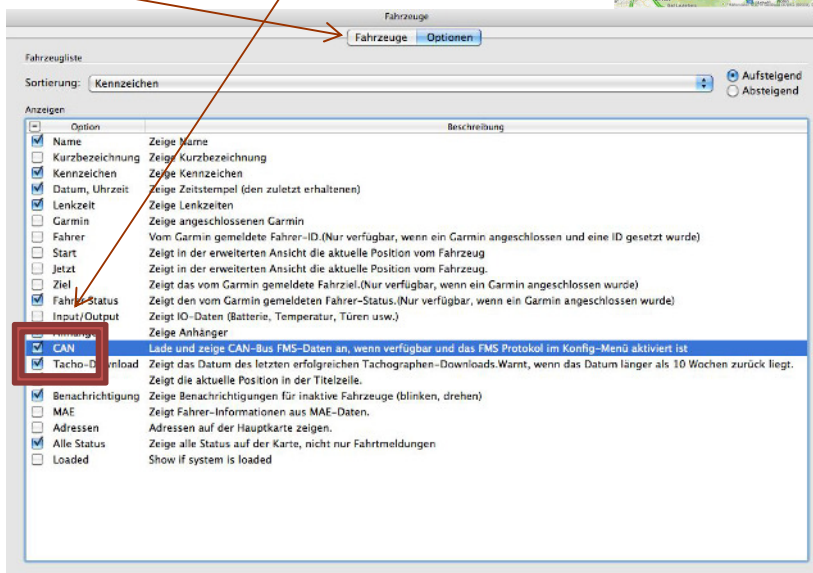 Fahrzeuge
Fahrzeuge Optionen
Fahrzeugliste
Sortierung: Kennzeichen
Aufsteigend
Absteigend
Anzeigen
Option Beschreibung
Name Zeige Name
Kurzbezeichnung Zeige Kurzbezeichnung
Kennzeichen Zeige Kennzeichen
Datum, Uhrzeit Zeige Zeitstempel (den zuletzt erhaltenen)
Lenkzeit Zeige Lenkzeiten
Garmin Zeige angeschlossenen Garmin
Fahrer Vom Garmin gemeldete Fahrer-ID.(Nur verfügbar, wenn ein Garmin angeschlossen und eine ID gesetzt wurde)
Start Zeigt in der erweiterten Ansicht die aktuelle Position vom Fahrzeug
Jetzt Zeigt in der erweiterten Ansicht die aktuelle Position vom Fahrzeug.
Ziel Zeigt das vom Garmin gemeldete Fahrziel.(Nur verfügbar, wenn ein Garmin angeschlossen wurde)
Fahrer Status Zeigt den vom Garmin gemeldeten Fahrer-Status.(Nur verfügbar, wenn ein Garmin angeschlossen wurde)
Input/Output Zeigt IO-Daten (Batterie, Temperatur, Türen usw.)
Zeige Anhänger
CAN Lade und zeige CAN-Bus FMS-Daten an, wenn verfügbar und das FMS Protokol im Konfig-Menü aktiviert ist
Tacho-Download Zeigt das Datum des letzten erfolgreichen Tachographen-Downloads.Warnt, wenn das Datum länger als 10 Wochen zurück liegt.
Zeigt die aktuelle Position in der Titelzeile.
Benachrichtigung Zeige Benachrichtigungen für inaktive Fahrzeuge (blinken, drehen)
MAE Zeigt Fahrer-Informationen aus MAE-Daten.
Adressen Adressen auf der Hauptkarte zeigen.
Alle Status Zeige alle Status auf der Karte, nicht nur Fahrtmeldungen
Loaded Show if system is loaded